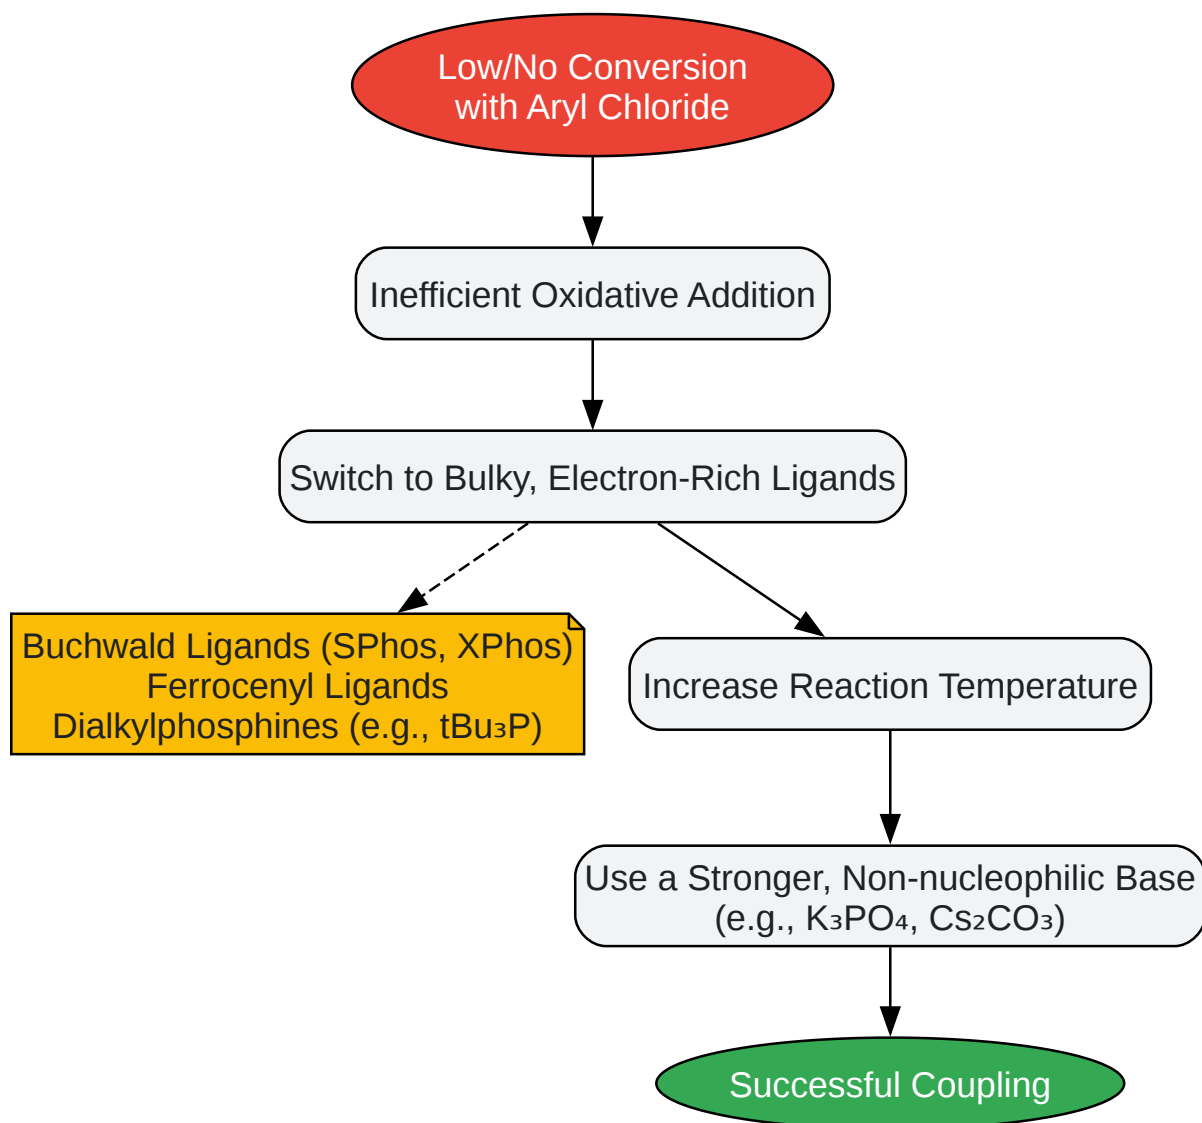 Low/No Conversion
with Aryl Chloride
Inefficient Oxidative Addition
Switch to Bulky, Electron-Rich Ligands
Buchwald Ligands (SPhos, XPhos)
Ferrocenyl Ligands
Dialkylphosphines (e.g., tBu₃P)
Increase Reaction Temperature
Use a Stronger, Non-nucleophilic Base
(e.g., K₃PO₄, Cs₂CO₃)
Successful Coupling